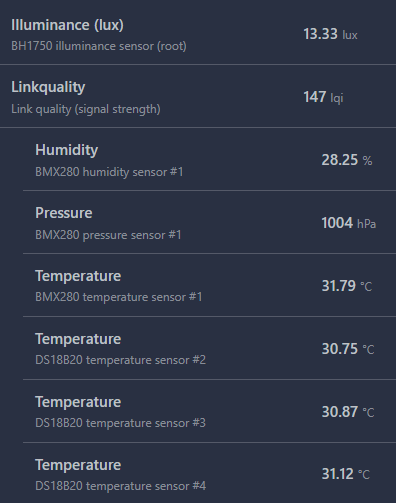 Illuminance (lux)
13.33 lux
BH1750 illuminance sensor (root)
Linkquality
147 lqi
Link quality (signal strength)
Humidity
28.25 %
BMX280 humidity sensor #1
Pressure
1004 hPa
BMX280 pressure sensor #1
Temperature
31.79 °C
BMX280 temperature sensor #1
Temperature
30.75 °C
DS18B20 temperature sensor #2
Temperature
30.87 °C
DS18B20 temperature sensor #3
Temperature
31.12 °C
DS18B20 temperature sensor #4